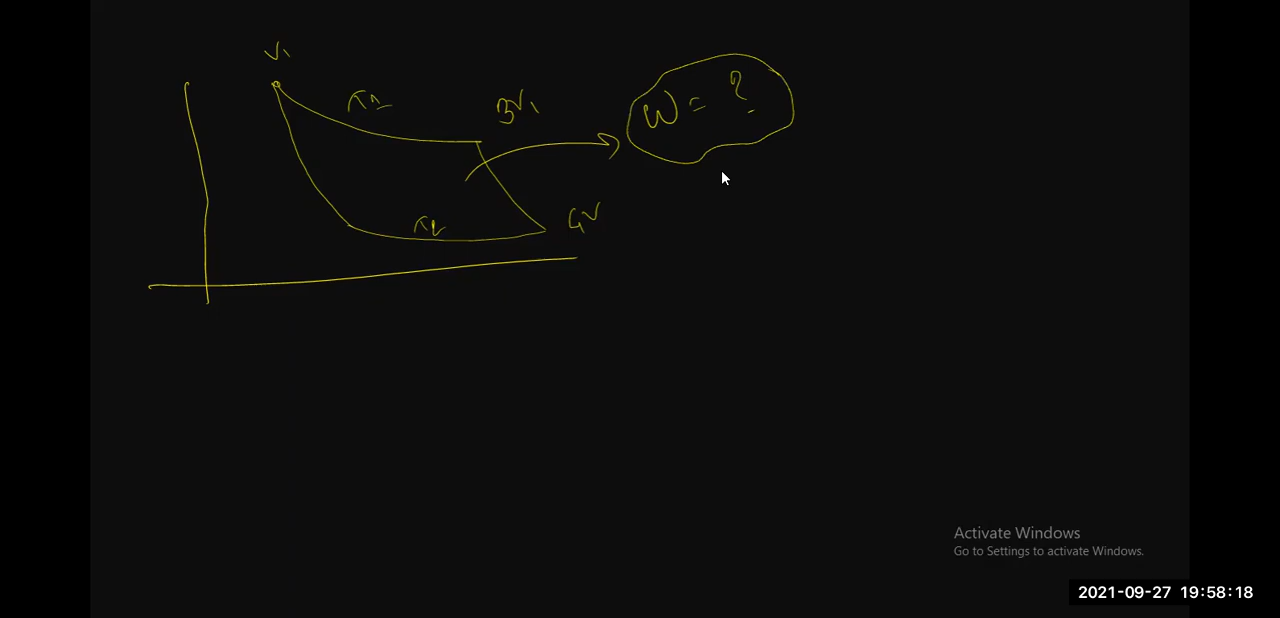 V₁
T1
3V₁
W = ?
T2
4V
Activate Windows
Go to Settings to activate Windows.
2021-09-27 19:58:18